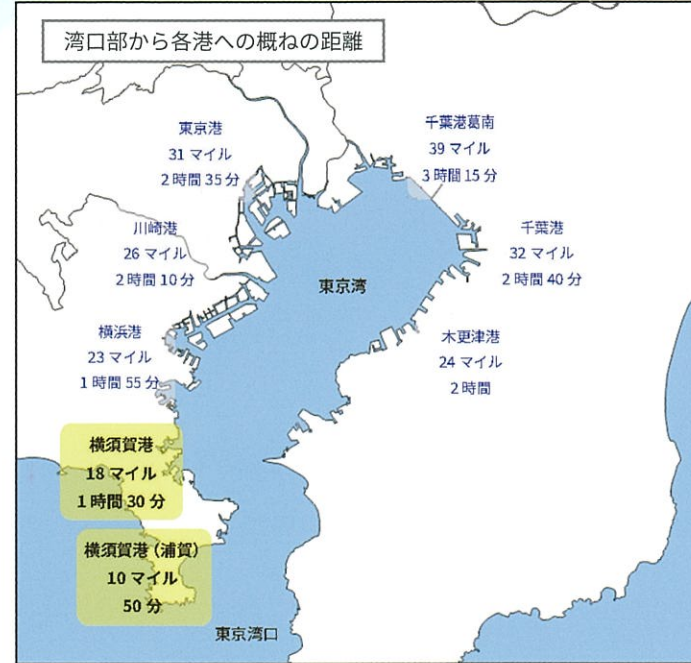 湾口部から各港への概ねの距離
東京港
31 マイル
2 時間 35 分
千葉港葛南
39 マイル
3 時間 15 分
川崎港
26 マイル
2 時間 10 分
千葉港
32 マイル
2 時間 40 分
東京湾
横浜港
23 マイル
1 時間 55 分
木更津港
24 マイル
2 時間
横須賀港
18 マイル
1 時間 30 分
横須賀港（浦賀）
10 マイル
50 分
東京湾口